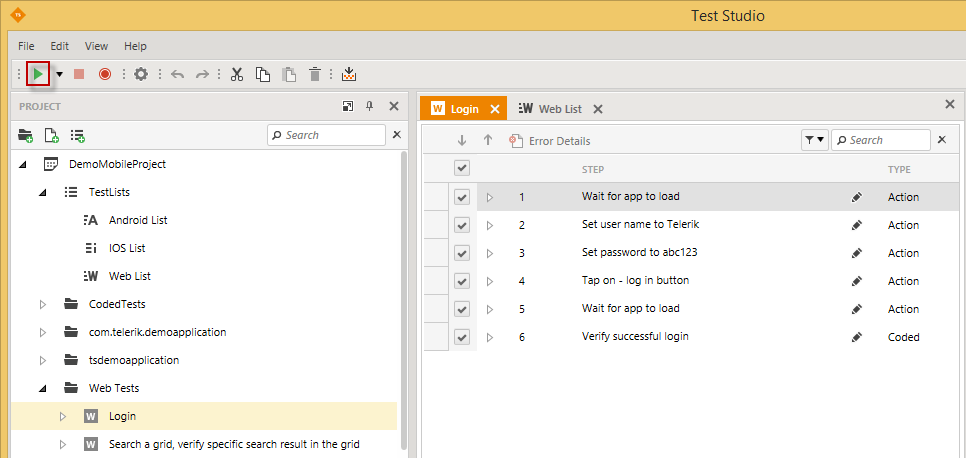 TS
Test Studio
File Edit View Help
PROJECT
Search
DemoMobileProject
TestLists
A Android List
i IOS List
W Web List
CodedTests
com.telerik.demoapplication
tsdemoapplication
Web Tests
W Login
W Search a grid, verify specific search result in the grid
W Login W Web List
Error Details Search
STEP TYPE
1 Wait for app to load Action
2 Set user name to Telerik Action
3 Set password to abc123 Action
4 Tap on - log in button Action
5 Wait for app to load Action
6 Verify successful login Coded